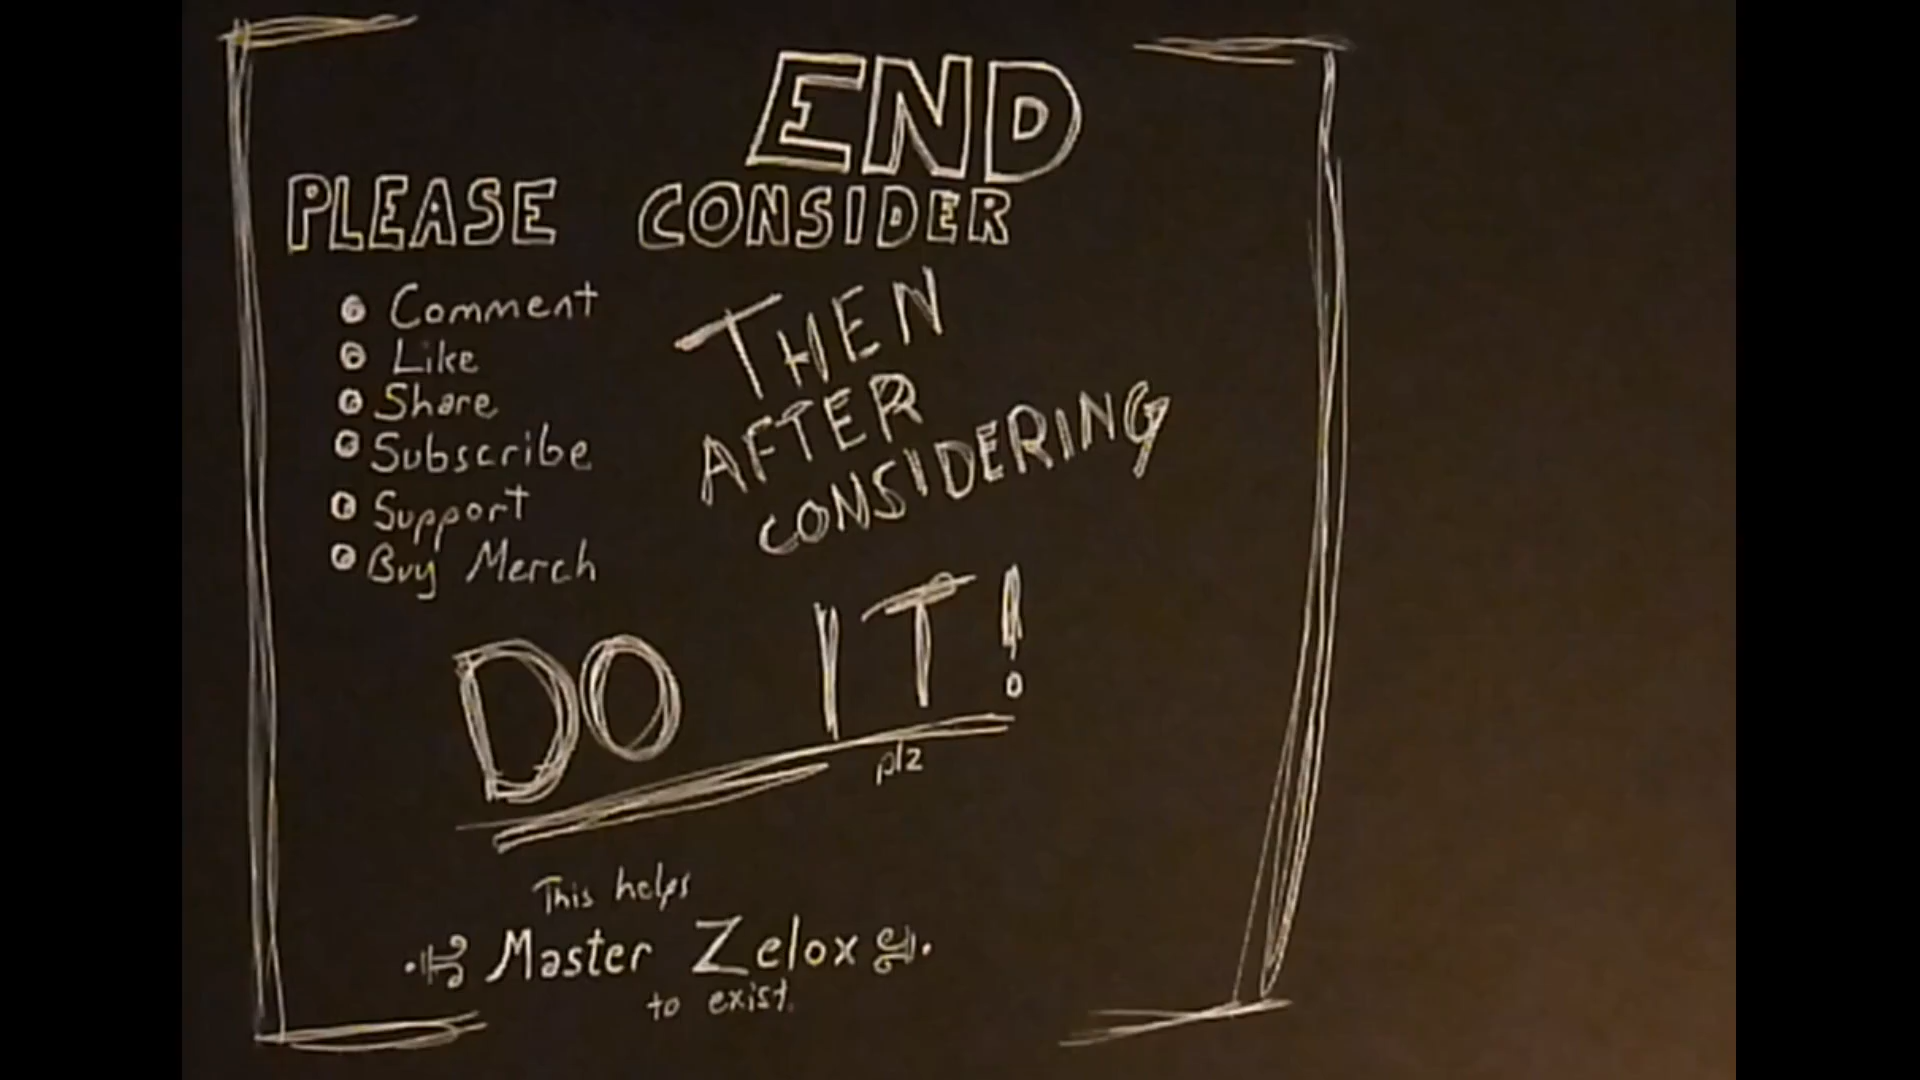 END
PLEASE CONSIDER
Comment
Like
Share
Subscribe
Support
Buy Merch
THEN
AFTER
CONSIDERING
DO IT!
plz
This helps
Master Zelox
to exist.